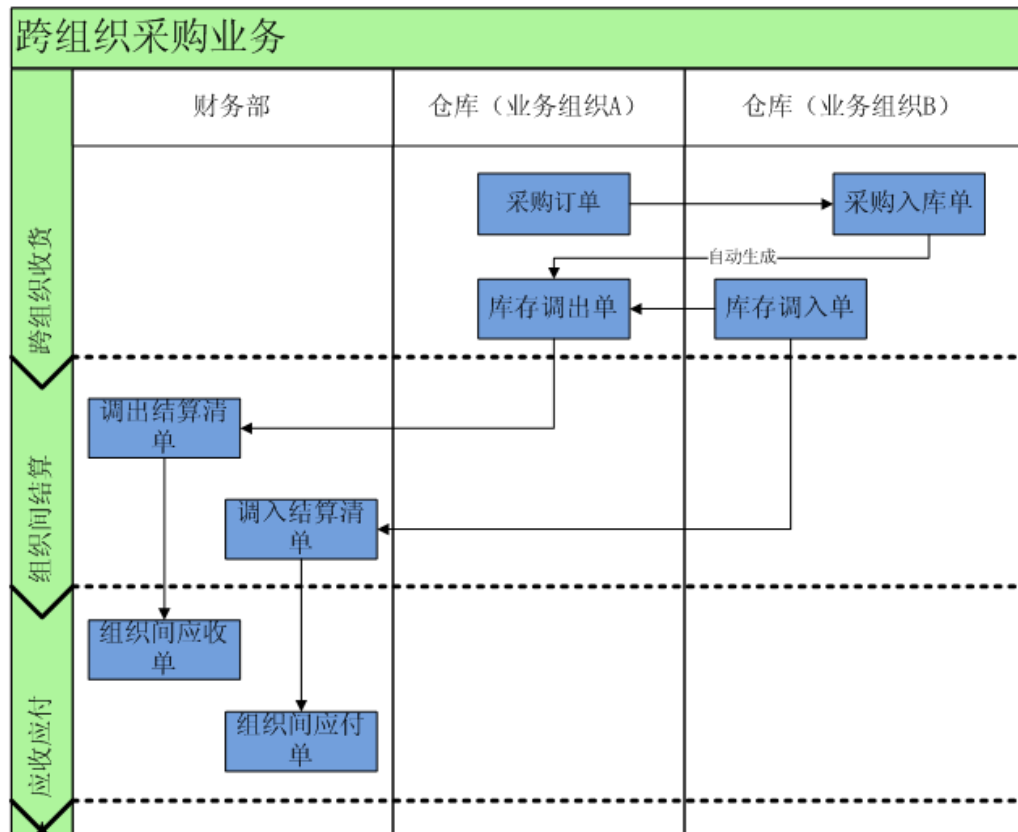 跨组织采购业务
财务部
仓库（业务组织A）
仓库（业务组织B）
跨组织收货
采购订单
采购入库单
自动生成
库存调出单
库存调入单
组织间结算
调出结算清
单
调入结算清
单
应收应付
组织间应收
单
组织间应付
单